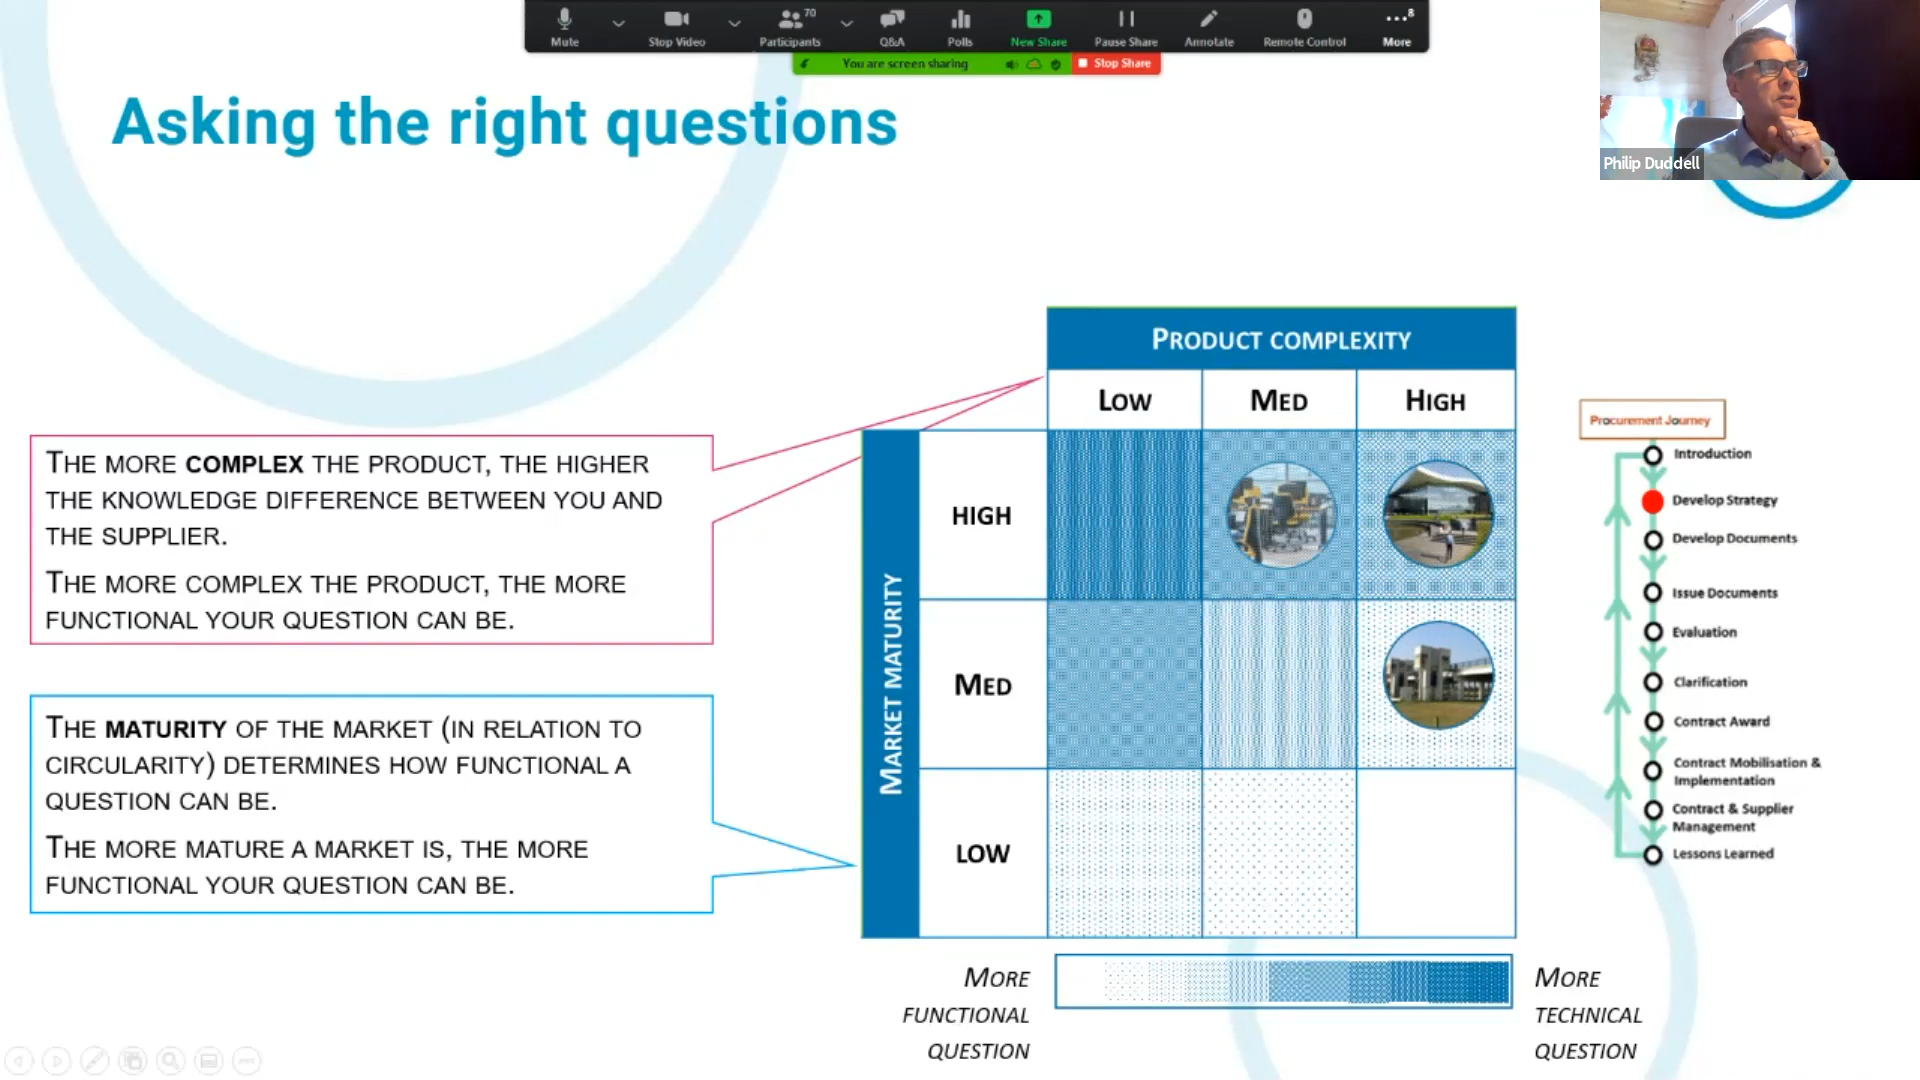 70
8
Mute
Stop Video
Participants
Q&A
Polls
New Share
Pause Share
Annotate
Remote Control
More
You are screen sharing
Stop Share
Philip Duddell
Asking the right questions
THE MORE COMPLEX THE PRODUCT, THE HIGHER
THE KNOWLEDGE DIFFERENCE BETWEEN YOU AND
THE SUPPLIER.
THE MORE COMPLEX THE PRODUCT, THE MORE
FUNCTIONAL YOUR QUESTION CAN BE.
THE MATURITY OF THE MARKET (IN RELATION TO
CIRCULARITY) DETERMINES HOW FUNCTIONAL A
QUESTION CAN BE.
THE MORE MATURE A MARKET IS, THE MORE
FUNCTIONAL YOUR QUESTION CAN BE.
PRODUCT COMPLEXITY
LOW
MED
HIGH
MARKET MATURITY
HIGH
MED
LOW
MORE
FUNCTIONAL
QUESTION
MORE
TECHNICAL
QUESTION
Procurement Journey
Introduction
Develop Strategy
Develop Documents
Issue Documents
Evaluation
Clarification
Contract Award
Contract Mobilisation &
Implementation
Contract & Supplier
Management
Lessons Learned